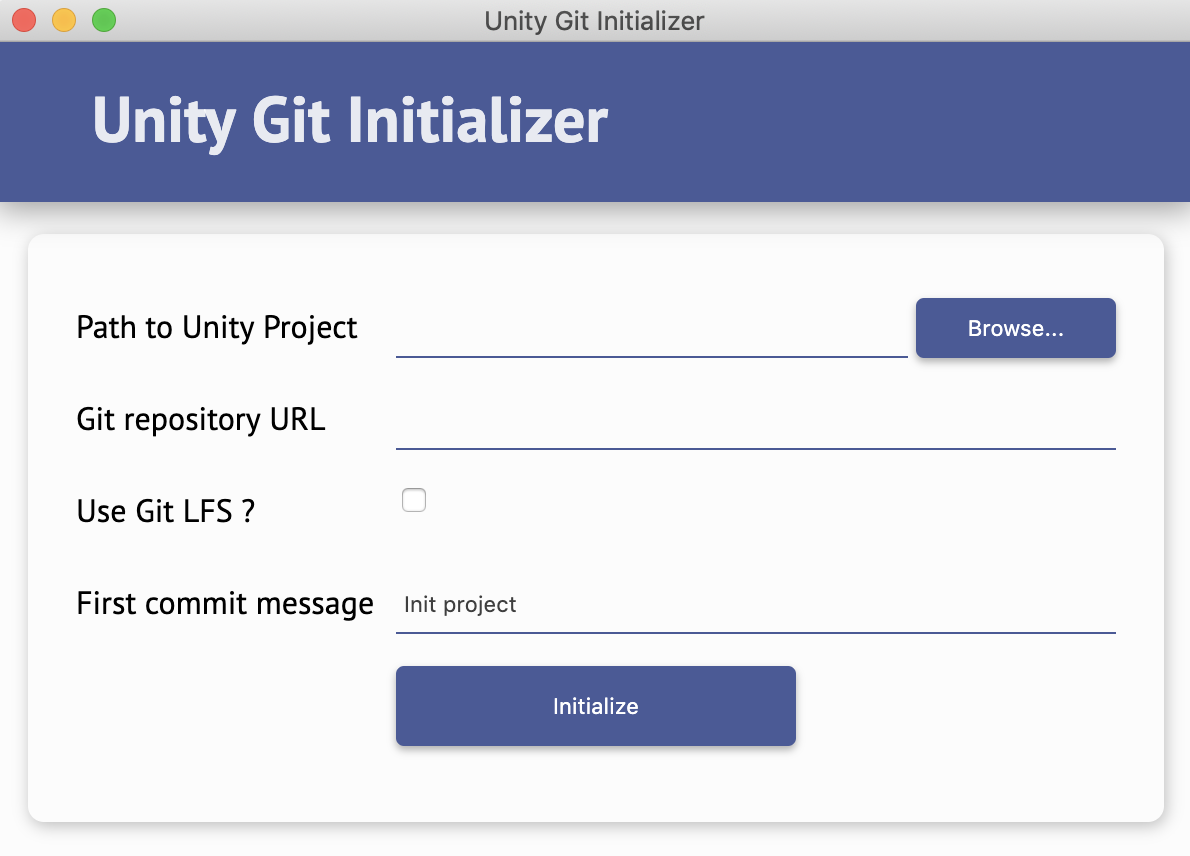 Unity Git Initializer
Unity Git Initializer
Path to Unity Project
Browse...
Git repository URL
Use Git LFS ?
First commit message
Init project
Initialize